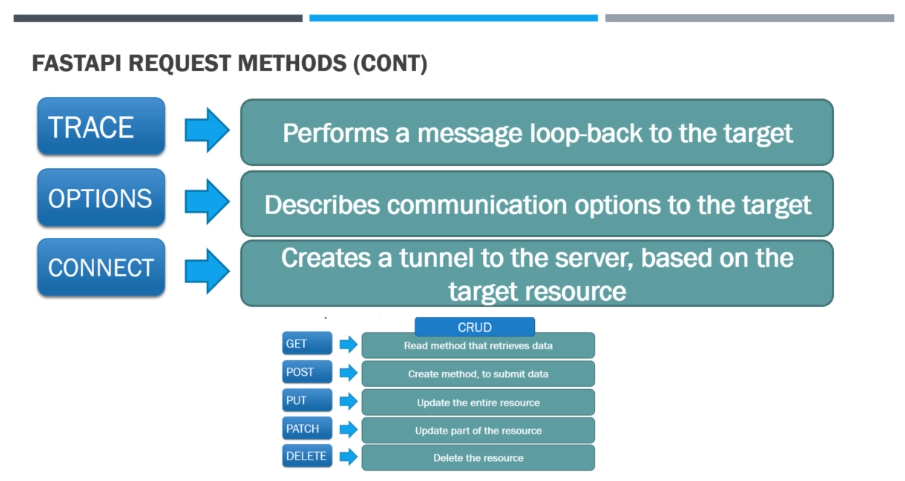 FASTAPI REQUEST METHODS (CONT)
TRACE
Performs a message loop-back to the target
OPTIONS
Describes communication options to the target
CONNECT
Creates a tunnel to the server, based on the
target resource
CRUD
GET
Read method that retrieves data
POST
Create method, to submit data
PUT
Update the entire resource
PATCH
Update part of the resource
DELETE
Delete the resource